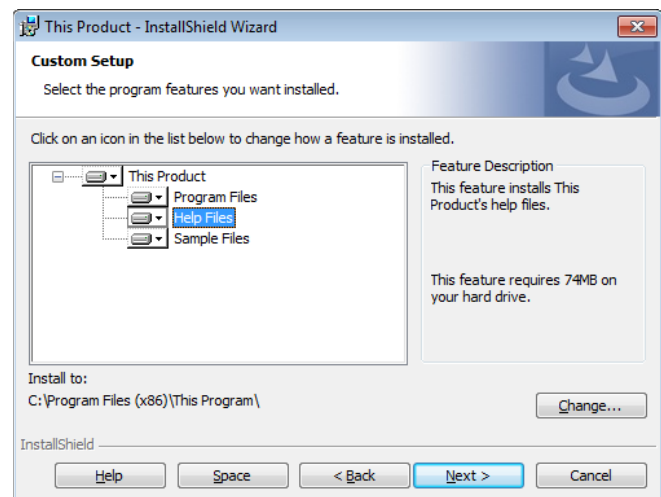 This Product - InstallShield Wizard
Custom Setup
Select the program features you want installed.
Click on an icon in the list below to change how a feature is installed.
This Product
Program Files
Help Files
Sample Files
Feature Description
This feature installs This
Product's help files.
This feature requires 74MB on
your hard drive.
Install to:
C:\Program Files (x86)\This Program\
Change...
InstallShield
Help
Space
< Back
Next >
Cancel